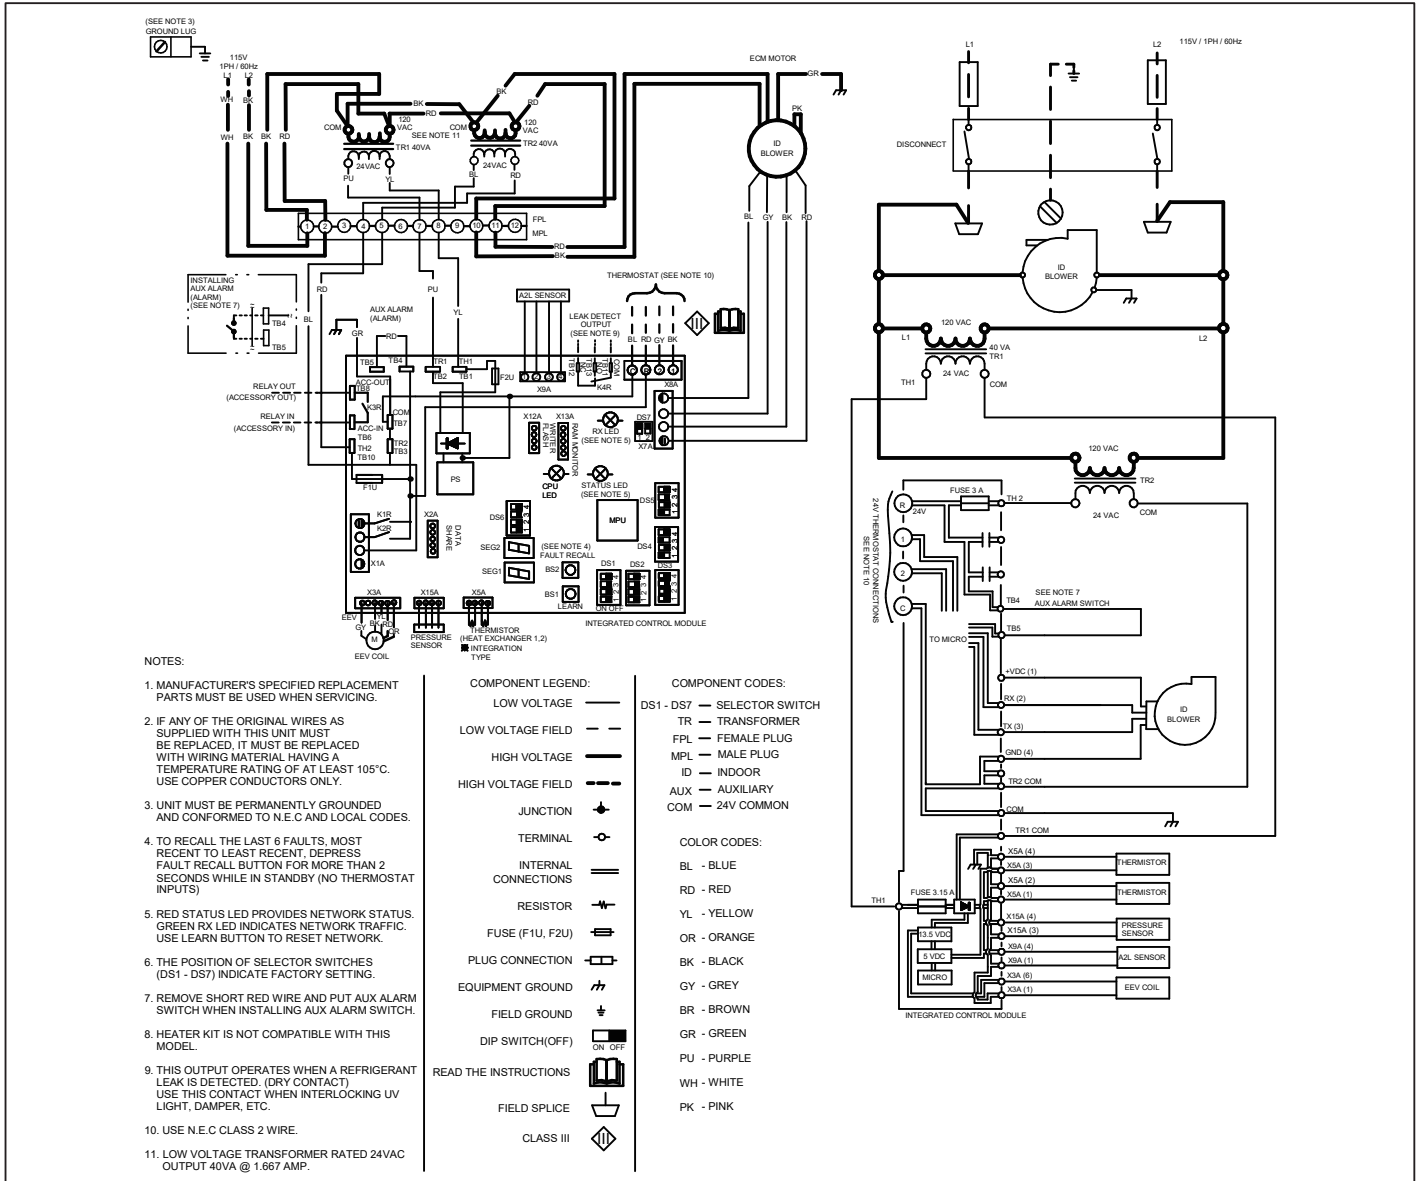 (SEE NOTE 3)
GROUND LUG
115V
1PH / 60Hz
L1 L2
WH BK
WH BK BK RD
BK
RD
BK
RD
COM
120
VAC
SEE NOTE 11
COM
120
VAC
TR1 40VA
TR2 40VA
24VAC
24VAC
PU YL BL RD
ECM MOTOR
GR
PK
ID
BLOWER
BL GY BK RD
1 2 3 4 5 6 7 8 9 10 11 12
FPL
MPL
RD
BK
INSTALLING
AUX ALARM
(ALARM)
(SEE NOTE 7)
TB4
TB5
RD
BL
PU
YL
AUX ALARM
(ALARM)
GR
RD
A2L SENSOR
THERMOSTAT (SEE NOTE 10)
LEAK DETECT
OUTPUT
(SEE NOTE 9)
BL RD GY BK
TB5 TB4 TR1 TH1
TB2 TB1
F2U
X9A
TB12
NC
TB13
NO
TB11
COM
K4R
C R 2 1
X8A
RELAY OUT
(ACCESSORY OUT)
RELAY IN
(ACCESSORY IN)
ACC-OUT
TB8
K3R
COM
TB7
ACC-IN
TB6
TH2
TB10
TR2
TB3
F1U
PS
X12A X13A
FLASH
WRITER
RAM MONITOR
RX LED
(SEE NOTE 5)
DS7
X7A
CPU
LED
STATUS LED
(SEE NOTE 5)
MPU
DS5
DS4
K1R
K2R
X1A
X2A
DATA
SHARE
DS6
SEG2
SEG1
(SEE NOTE 4)
FAULT RECALL
BS2
BS1
LEARN
DS1 DS2 DS3
ON OFF
X3A X15A X5A
EEV
GY BK YL RD OR
M
EEV COIL
PRESSURE
SENSOR
THERMISTOR
(HEAT EXCHANGER 1,2)
INTEGRATION
TYPE
INTEGRATED CONTROL MODULE
L1
L2
115V / 1PH / 60Hz
DISCONNECT
ID
BLOWER
120 VAC
L1
L2
40 VA
TR1
24 VAC
TH1
COM
120 VAC
TR2
24 VAC
COM
24V THERMOSTAT CONNECTIONS
SEE NOTE 10
R
24V
1
2
C
FUSE 3 A
TH 2
SEE NOTE 7
AUX ALARM SWITCH
TB4
TB5
TO MICRO
+VDC (1)
RX (2)
TX (3)
GND (4)
ID
BLOWER
TR2 COM
COM
TR1 COM
X5A (4)
X5A (3)
THERMISTOR
X5A (2)
X5A (1)
THERMISTOR
TH1
FUSE 3.15 A
X15A (4)
X15A (3)
PRESSURE
SENSOR
13.5 VDC
5 VDC
MICRO
X9A (4)
X9A (1)
A2L SENSOR
X3A (6)
X3A (1)
EEV COIL
INTEGRATED CONTROL MODULE
NOTES:
1. MANUFACTURER'S SPECIFIED REPLACEMENT
PARTS MUST BE USED WHEN SERVICING.
2. IF ANY OF THE ORIGINAL WIRES AS
SUPPLIED WITH THIS UNIT MUST
BE REPLACED, IT MUST BE REPLACED
WITH WIRING MATERIAL HAVING A
TEMPERATURE RATING OF AT LEAST 105°C.
USE COPPER CONDUCTORS ONLY.
3. UNIT MUST BE PERMANENTLY GROUNDED
AND CONFORMED TO N.E.C AND LOCAL CODES.
4. TO RECALL THE LAST 6 FAULTS, MOST
RECENT TO LEAST RECENT, DEPRESS
FAULT RECALL BUTTON FOR MORE THAN 2
SECONDS WHILE IN STANDBY (NO THERMOSTAT
INPUTS)
5. RED STATUS LED PROVIDES NETWORK STATUS.
GREEN RX LED INDICATES NETWORK TRAFFIC.
USE LEARN BUTTON TO RESET NETWORK.
6. THE POSITION OF SELECTOR SWITCHES
(DS1 - DS7) INDICATE FACTORY SETTING.
7. REMOVE SHORT RED WIRE AND PUT AUX ALARM
SWITCH WHEN INSTALLING AUX ALARM SWITCH.
8. HEATER KIT IS NOT COMPATIBLE WITH THIS
MODEL.
9. THIS OUTPUT OPERATES WHEN A REFRIGERANT
LEAK IS DETECTED. (DRY CONTACT)
USE THIS CONTACT WHEN INTERLOCKING UV
LIGHT, DAMPER, ETC.
10. USE N.E.C CLASS 2 WIRE.
11. LOW VOLTAGE TRANSFORMER RATED 24VAC
OUTPUT 40VA @ 1.667 AMP.
COMPONENT LEGEND:
LOW VOLTAGE
LOW VOLTAGE FIELD
HIGH VOLTAGE
HIGH VOLTAGE FIELD
JUNCTION
TERMINAL
INTERNAL
CONNECTIONS
RESISTOR
FUSE (F1U, F2U)
PLUG CONNECTION
EQUIPMENT GROUND
FIELD GROUND
DIP SWITCH(OFF)
ON OFF
READ THE INSTRUCTIONS
FIELD SPLICE
CLASS III
COMPONENT CODES:
DS1 - DS7 — SELECTOR SWITCH
TR — TRANSFORMER
FPL — FEMALE PLUG
MPL — MALE PLUG
ID — INDOOR
AUX — AUXILIARY
COM — 24V COMMON
COLOR CODES:
BL - BLUE
RD - RED
YL - YELLOW
OR - ORANGE
BK - BLACK
GY - GREY
BR - BROWN
GR - GREEN
PU - PURPLE
WH - WHITE
PK - PINK